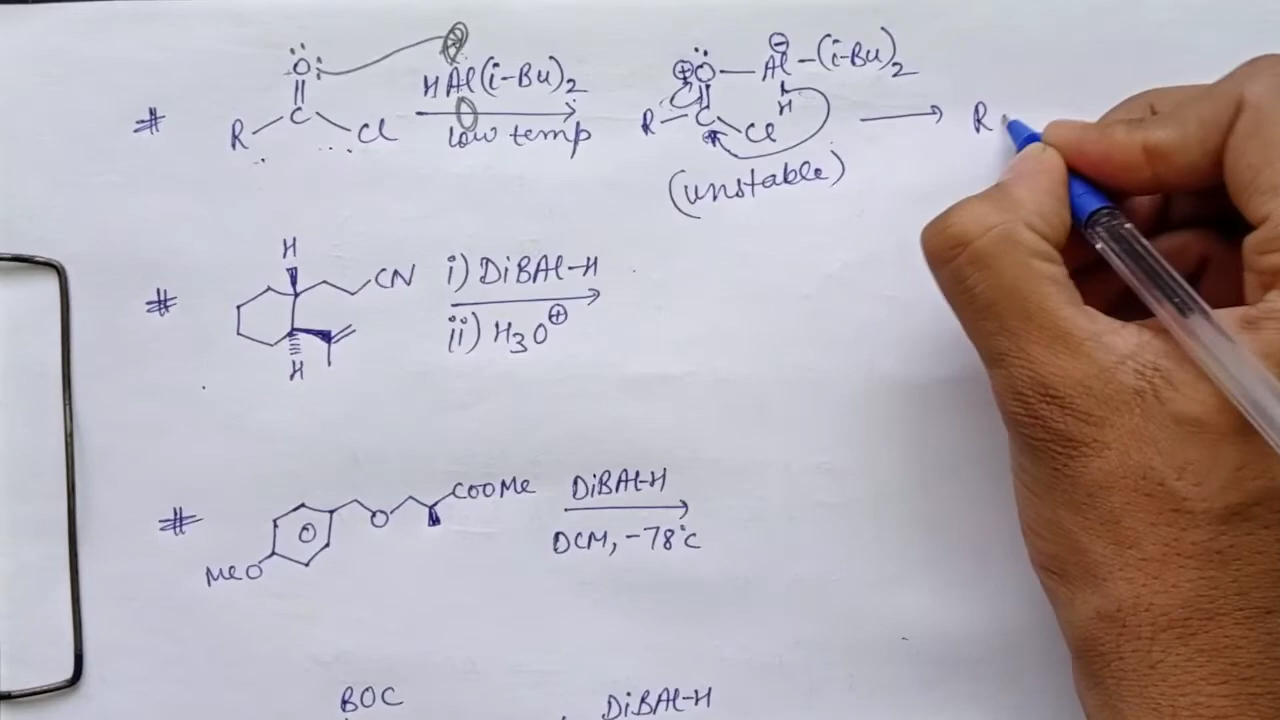 # R C O Cl HAl(i-Bu)2 low temp R C ⊕O Cl Al⊖ H (i-Bu)2 R
(unstable)
# H H CN i) DiBAl-H
ii) H3O⊕
# MeO O COOMe DiBAl-H
DCM, -78°C
BOC DiBAl-H